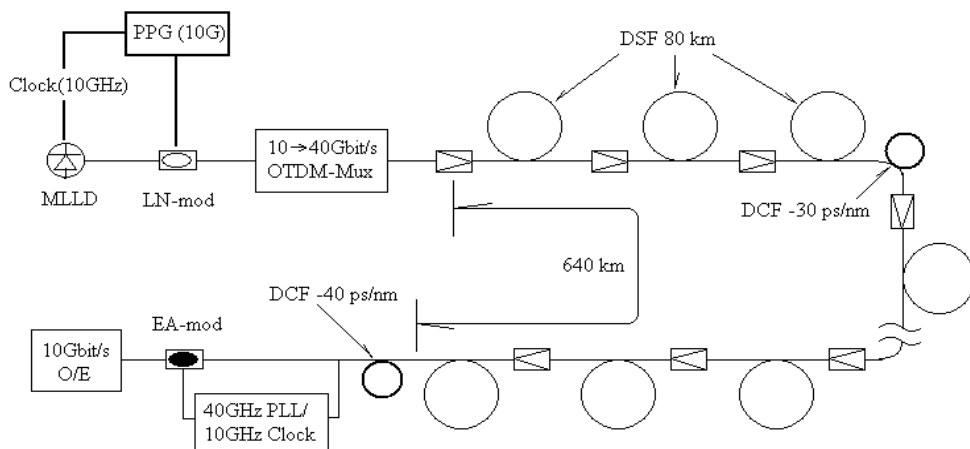 PPG (10G)
Clock(10GHz)
MLLD
LN-mod
10→40Gbit/s
OTDM-Mux
DSF 80 km
DCF -30 ps/nm
640 km
DCF -40 ps/nm
EA-mod
10Gbit/s
O/E
40GHz PLL/
10GHz Clock